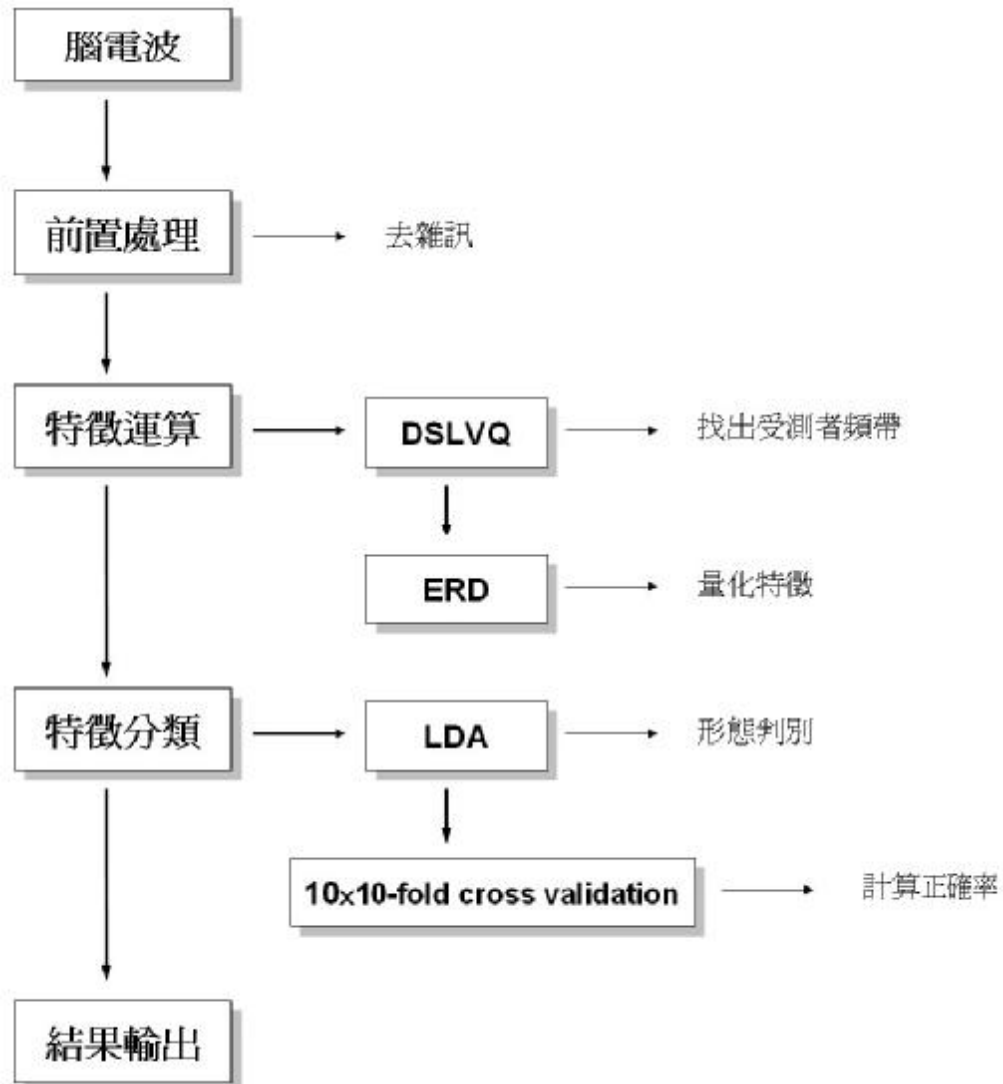 腦電波
前置處理
去雜訊
特徵運算
DSLVQ
找出受測者頻帶
ERD
量化特徵
特徵分類
LDA
形態判別
10x10-fold cross validation
計算正確率
結果輸出